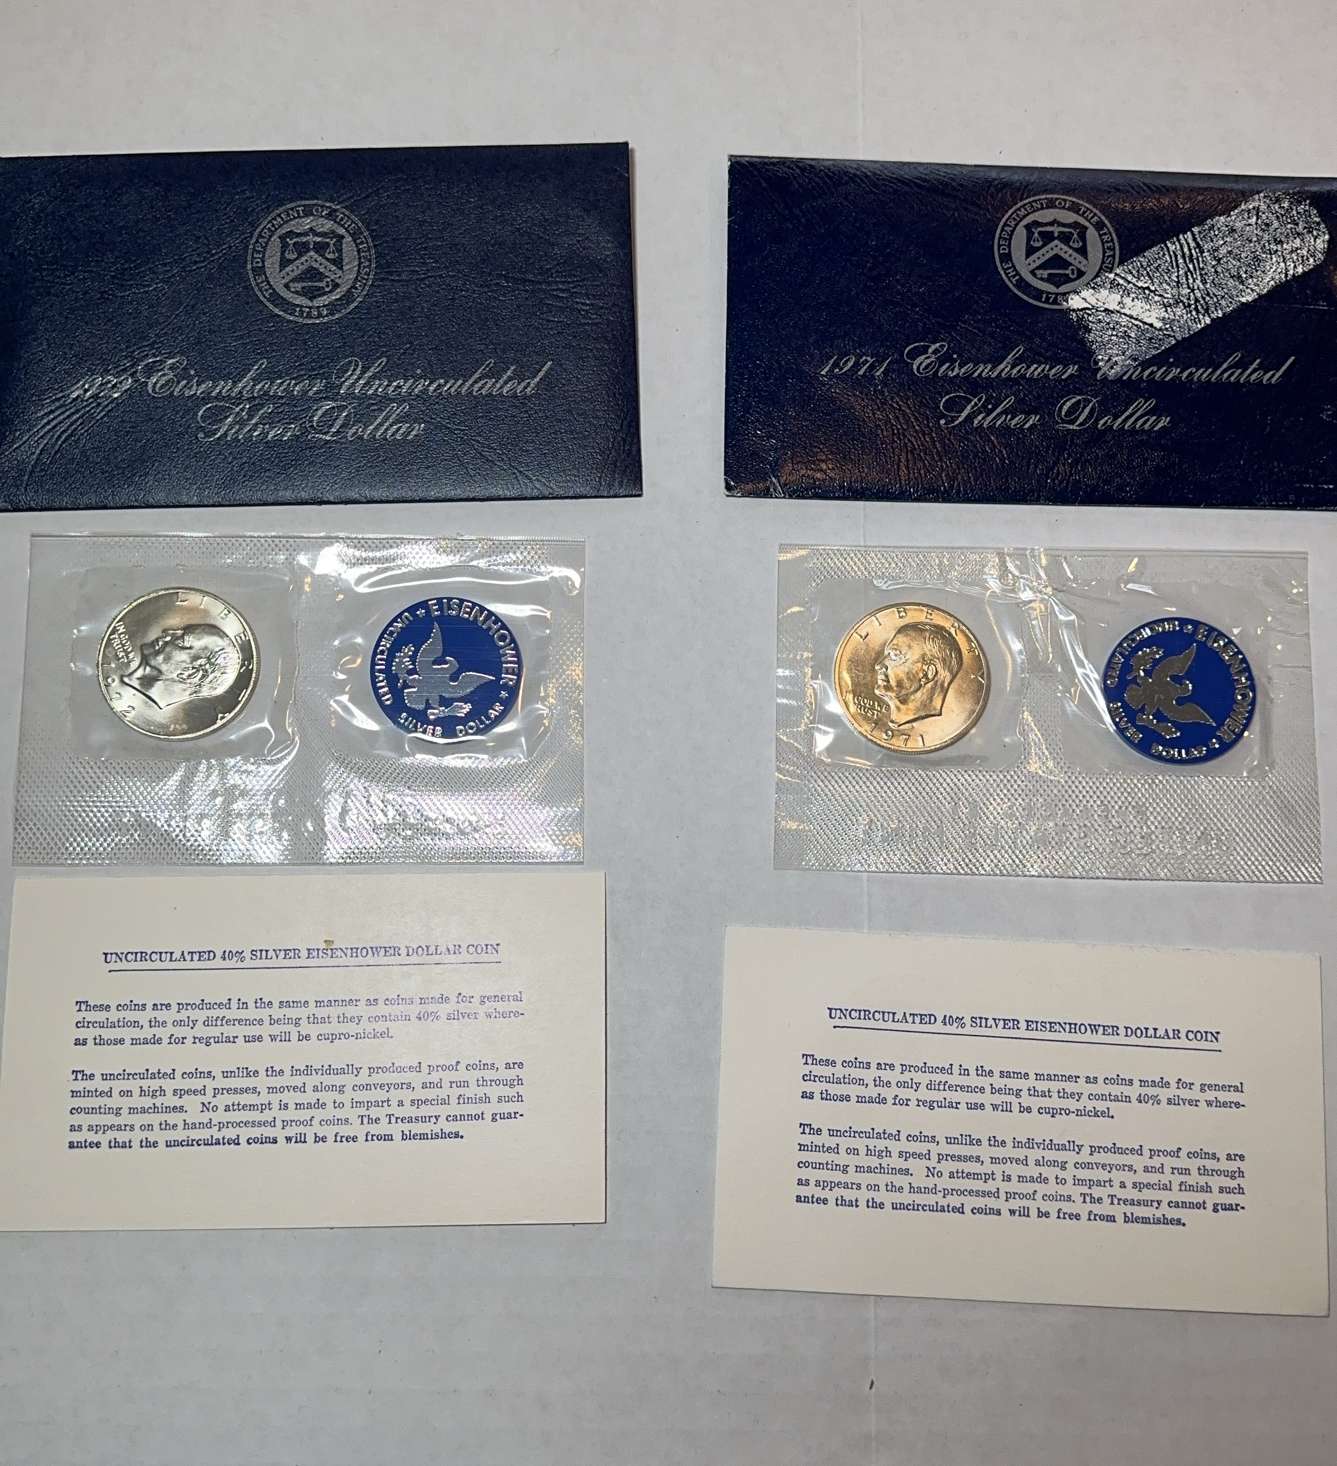 THE DEPARTMENT OF THE TREASURY
1789
1972 Eisenhower Uncirculated
Silver Dollar
THE DEPARTMENT OF THE TREASURY
178
1971 Eisenhower Uncirculated
Silver Dollar
LIBERTY
IN GOD WE
TRUST
1972
EISENHOWER
UNCIRCULATED
SILVER DOLLAR
LIBERTY
GOD WE
TRUST
1971
EISENHOWER
UNCIRCULATED
SILVER DOLLAR
UNCIRCULATED 40% SILVER EISENHOWER DOLLAR COIN
These coins are produced in the same manner as coins made for general
circulation, the only difference being that they contain 40% silver where-
as those made for regular use will be cupro-nickel.
The uncirculated coins, unlike the individually produced proof coins, are
minted on high speed presses, moved along conveyors, and run through
counting machines. No attempt is made to impart a special finish such
as appears on the hand-processed proof coins. The Treasury cannot guar-
antee that the uncirculated coins will be free from blemishes.
UNCIRCULATED 40% SILVER EISENHOWER DOLLAR COIN
These coins are produced in the same manner as coins made for general
circulation, the only difference being that they contain 40% silver where-
as those made for regular use will be cupro-nickel.
The uncirculated coins, unlike the individually produced proof coins, are
minted on high speed presses, moved along conveyors, and run through
counting machines. No attempt is made to impart a special finish such
as appears on the hand-processed proof coins. The Treasury cannot guar-
antee that the uncirculated coins will be free from blemishes.